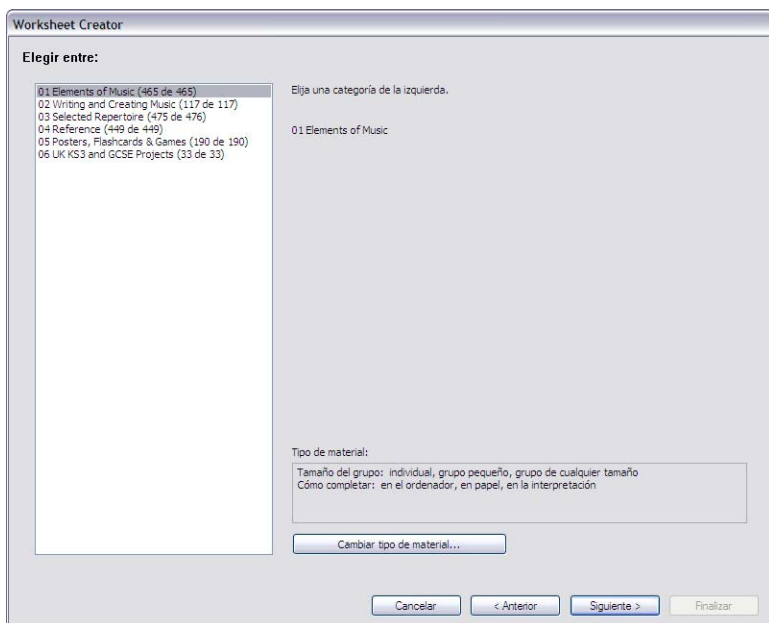 Worksheet Creator
Elegir entre:
01 Elements of Music (465 de 465)
02 Writing and Creating Music (117 de 117)
03 Selected Repertoire (475 de 476)
04 Reference (449 de 449)
05 Posters, Flashcards & Games (190 de 190)
06 UK KS3 and GCSE Projects (33 de 33)
Elija una categoría de la izquierda.
01 Elements of Music
Tipo de material:
Tamaño del grupo: individual, grupo pequeño, grupo de cualquier tamaño
Cómo completar: en el ordenador, en papel, en la interpretación
Cambiar tipo de material...
Cancelar
< Anterior
Siguiente >
Finalizar